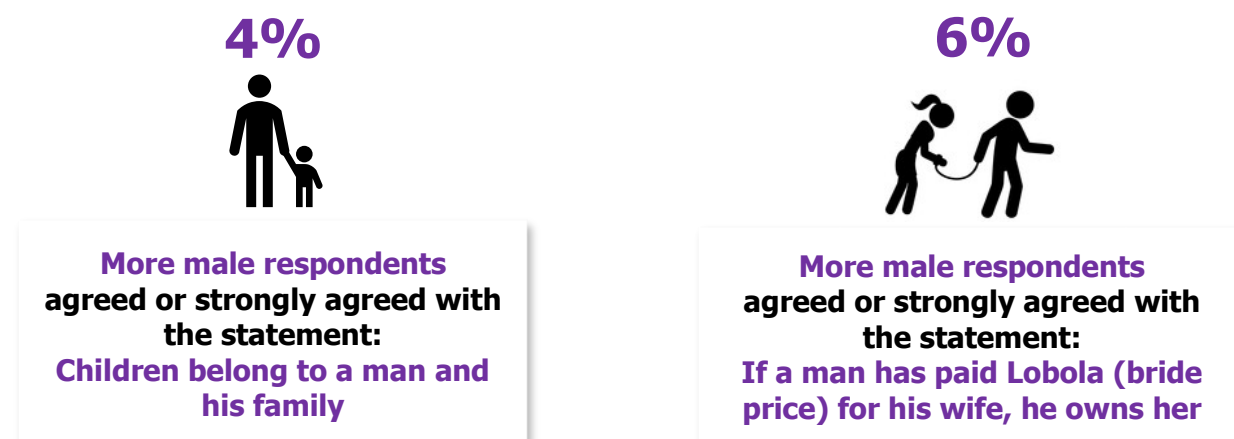 4%
More male respondents
agreed or strongly agreed with
the statement:
Children belong to a man and
his family
6%
More male respondents
agreed or strongly agreed with
the statement:
If a man has paid Lobola (bride
price) for his wife, he owns her